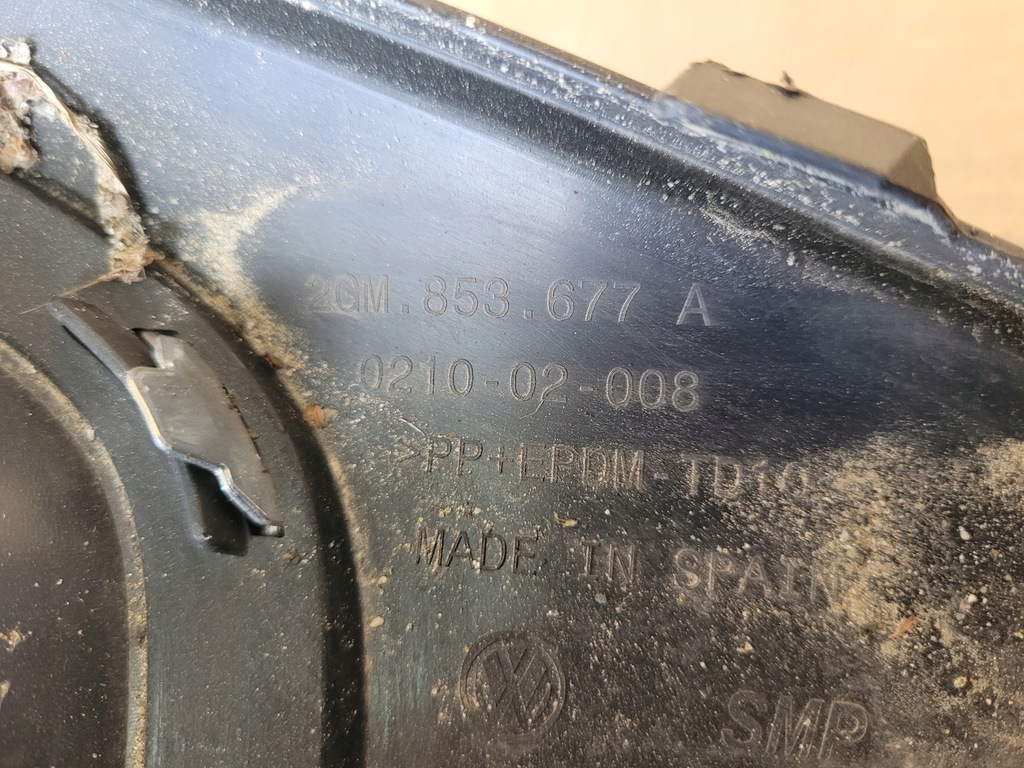 2GM.853.677 A
0210-02-008
>PP+EPDM-TD10
MADE IN SPAIN
SMP